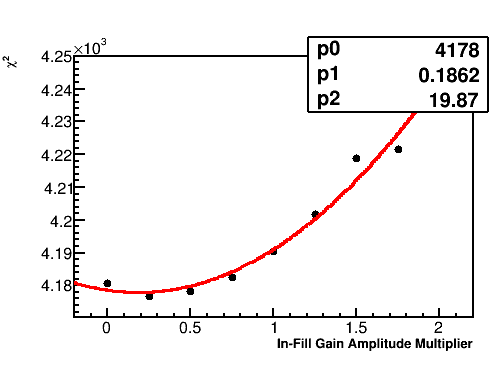 ×10³
χ²
p0 4178
p1 0.1862
p2 19.87
4.25
4.24
4.23
4.22
4.21
4.2
4.19
4.18
0 0.5 1 1.5 2
In-Fill Gain Amplitude Multiplier